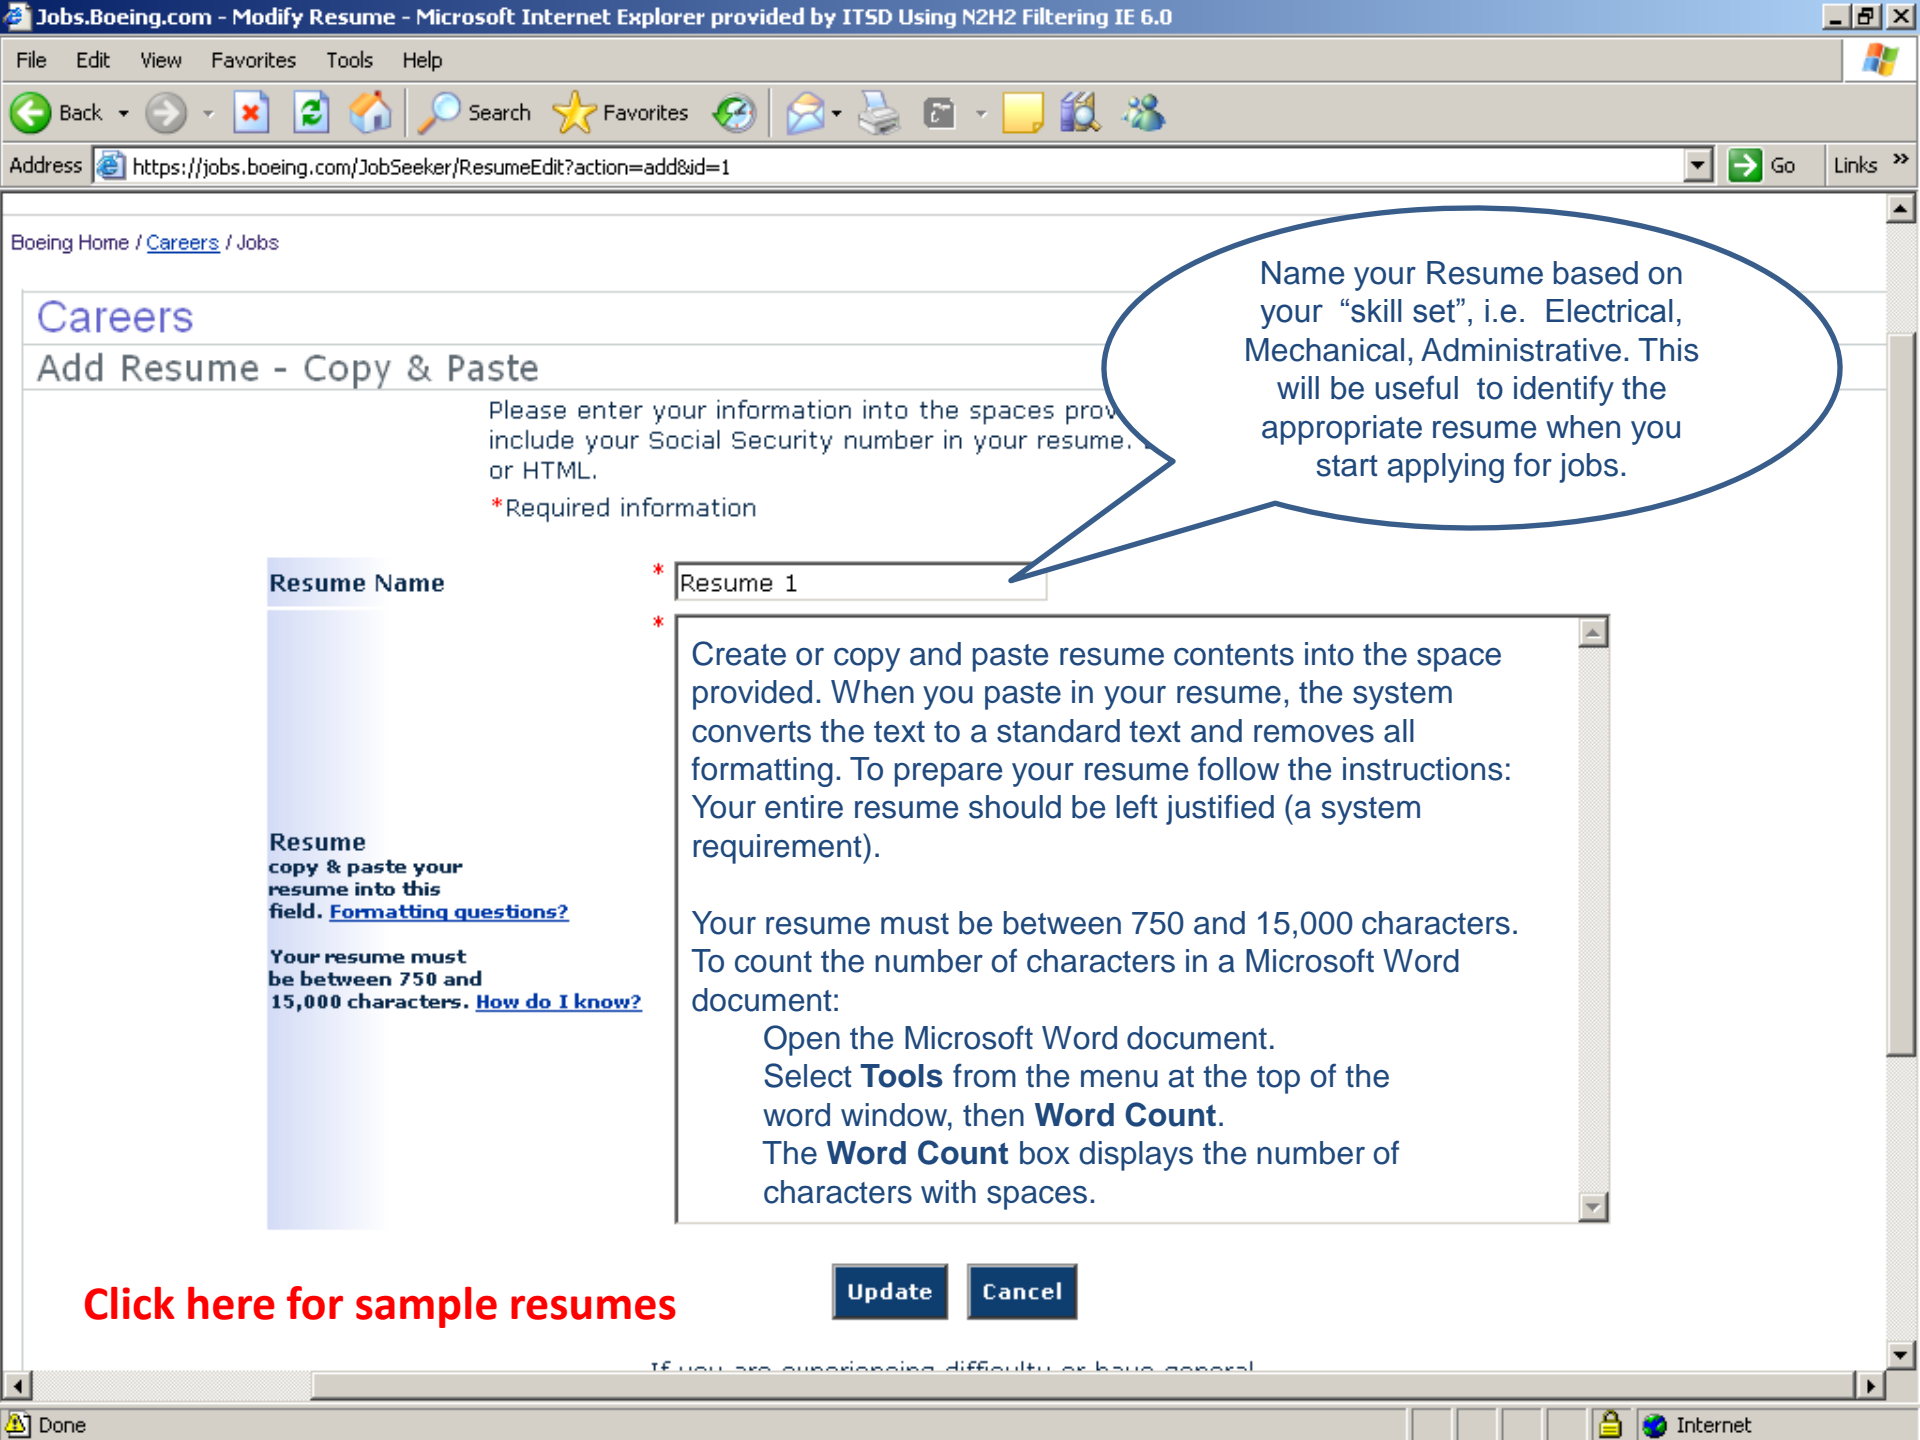 Jobs.Boeing.com - Modify Resume - Microsoft Internet Explorer provided by ITSD Using N2H2 Filtering IE 6.0
File Edit View Favorites Tools Help
Back Search Favorites
Address https://jobs.boeing.com/JobSeeker/ResumeEdit?action=add&id=1 Go Links »
Boeing Home / Careers / Jobs
Careers
Add Resume - Copy & Paste
Please enter your information into the spaces
include your Social Security number in your resume.
or HTML.
*Required information
Name your Resume based on
your “skill set”, i.e. Electrical,
Mechanical, Administrative. This
will be useful to identify the
appropriate resume when you
start applying for jobs.
Resume Name * Resume 1
*
Resume
copy & paste your
resume into this
field. Formatting questions?
Your resume must
be between 750 and
15,000 characters. How do I know?
Create or copy and paste resume contents into the space
provided. When you paste in your resume, the system
converts the text to a standard text and removes all
formatting. To prepare your resume follow the instructions:
Your entire resume should be left justified (a system
requirement).
Your resume must be between 750 and 15,000 characters.
To count the number of characters in a Microsoft Word
document:
Open the Microsoft Word document.
Select Tools from the menu at the top of the
word window, then Word Count.
The Word Count box displays the number of
characters with spaces.
Update Cancel
Click here for sample resumes
If you are experiencing difficulty or have general
Done Internet